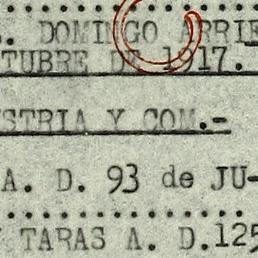 . DOMINGO ARRIE
TUBRE DE 1917.
STRIA Y COM.-
A. D. 93 de JU-
Y TARAS A. D. 125